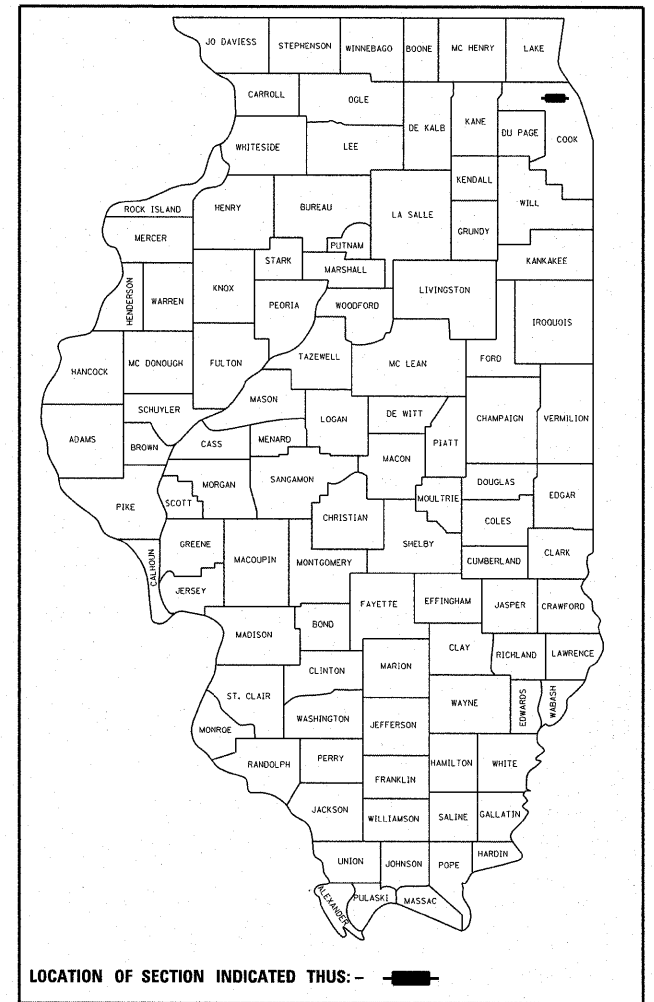 JO DAVIESS STEPHENSON WINNEBAGO BOONE MC HENRY LAKE
CARROLL OGLE DE KALB KANE DU PAGE COOK
WHITESIDE LEE
KENDALL
ROCK ISLAND HENRY BUREAU LA SALLE GRUNDY WILL
MERCER PUTNAM
STARK MARSHALL KANKAKEE
HENDERSON WARREN KNOX PEORIA WOODFORD LIVINGSTON IROQUOIS
HANCOCK MC DONOUGH FULTON TAZEWELL MC LEAN FORD
MASON
SCHUYLER LOGAN DE WITT CHAMPAIGN VERMILION
ADAMS BROWN CASS MENARD MACON PIATT
PIKE SCOTT MORGAN SANGAMON MOULTRIE DOUGLAS EDGAR
CHRISTIAN COLES
GREENE MACOUPIN MONTGOMERY SHELBY CUMBERLAND CLARK
CALHOUN JERSEY FAYETTE EFFINGHAM JASPER CRAWFORD
MADISON BOND
CLAY RICHLAND LAWRENCE
CLINTON MARION
ST. CLAIR WAYNE EDWARDS WABASH
MONROE WASHINGTON JEFFERSON
RANDOLPH PERRY HAMILTON WHITE
FRANKLIN
JACKSON WILLIAMSON SALINE GALLATIN
UNION JOHNSON POPE HARDIN
ALEXANDER PULASKI MASSAC
LOCATION OF SECTION INDICATED THUS: -